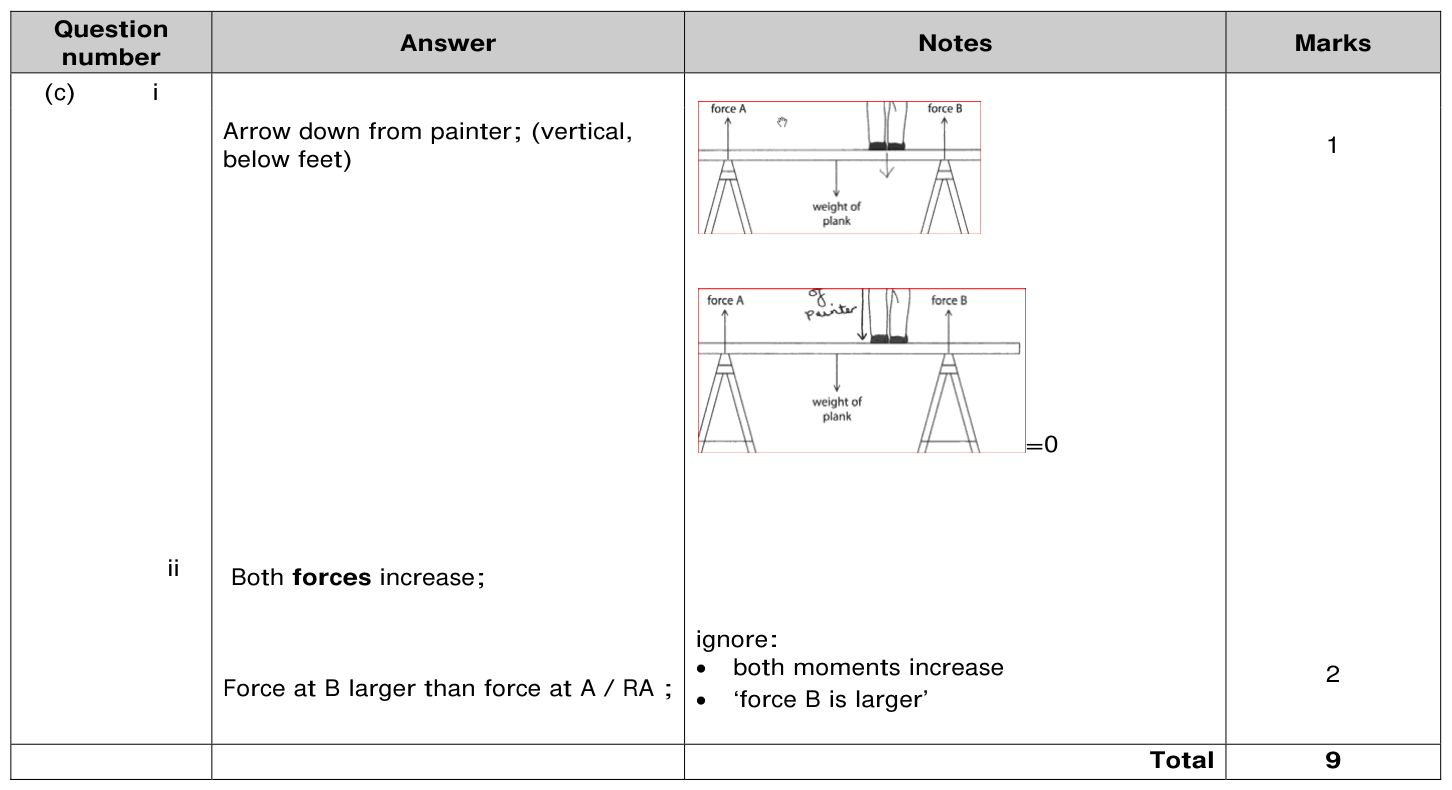 Question number
Answer
Notes
Marks
(c) i
Arrow down from painter; (vertical,
below feet)
force A
force B
weight of
plank
1
of
painter
force A
force B
weight of
plank
=0
ii
Both forces increase;
Force at B larger than force at A / RA ;
ignore:
• both moments increase
• ‘force B is larger’
2
Total
9